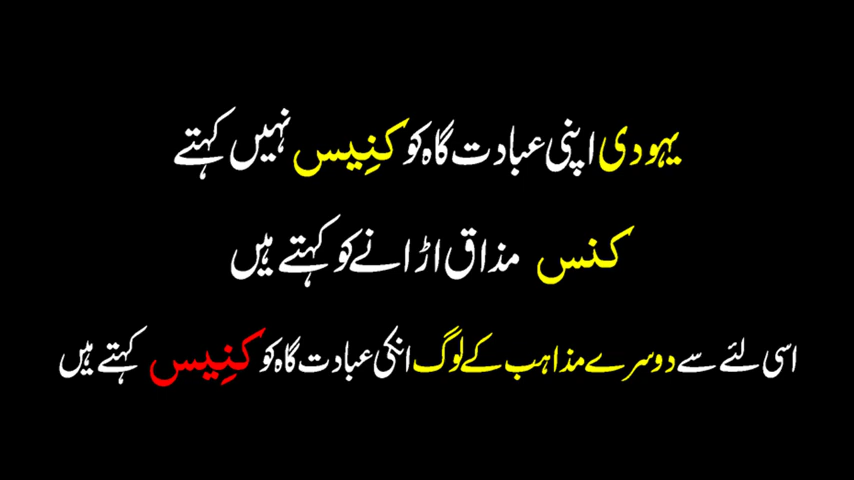 یہودی اپنی عبادت گاہ کو کنِیس نہیں کہتے
کنس مذاق اڑانے کو کہتے ہیں
اسی لئے سے دوسرے مذاہب کے لوگ انکی عبادت گاہ کو کنِیس کہتے ہیں